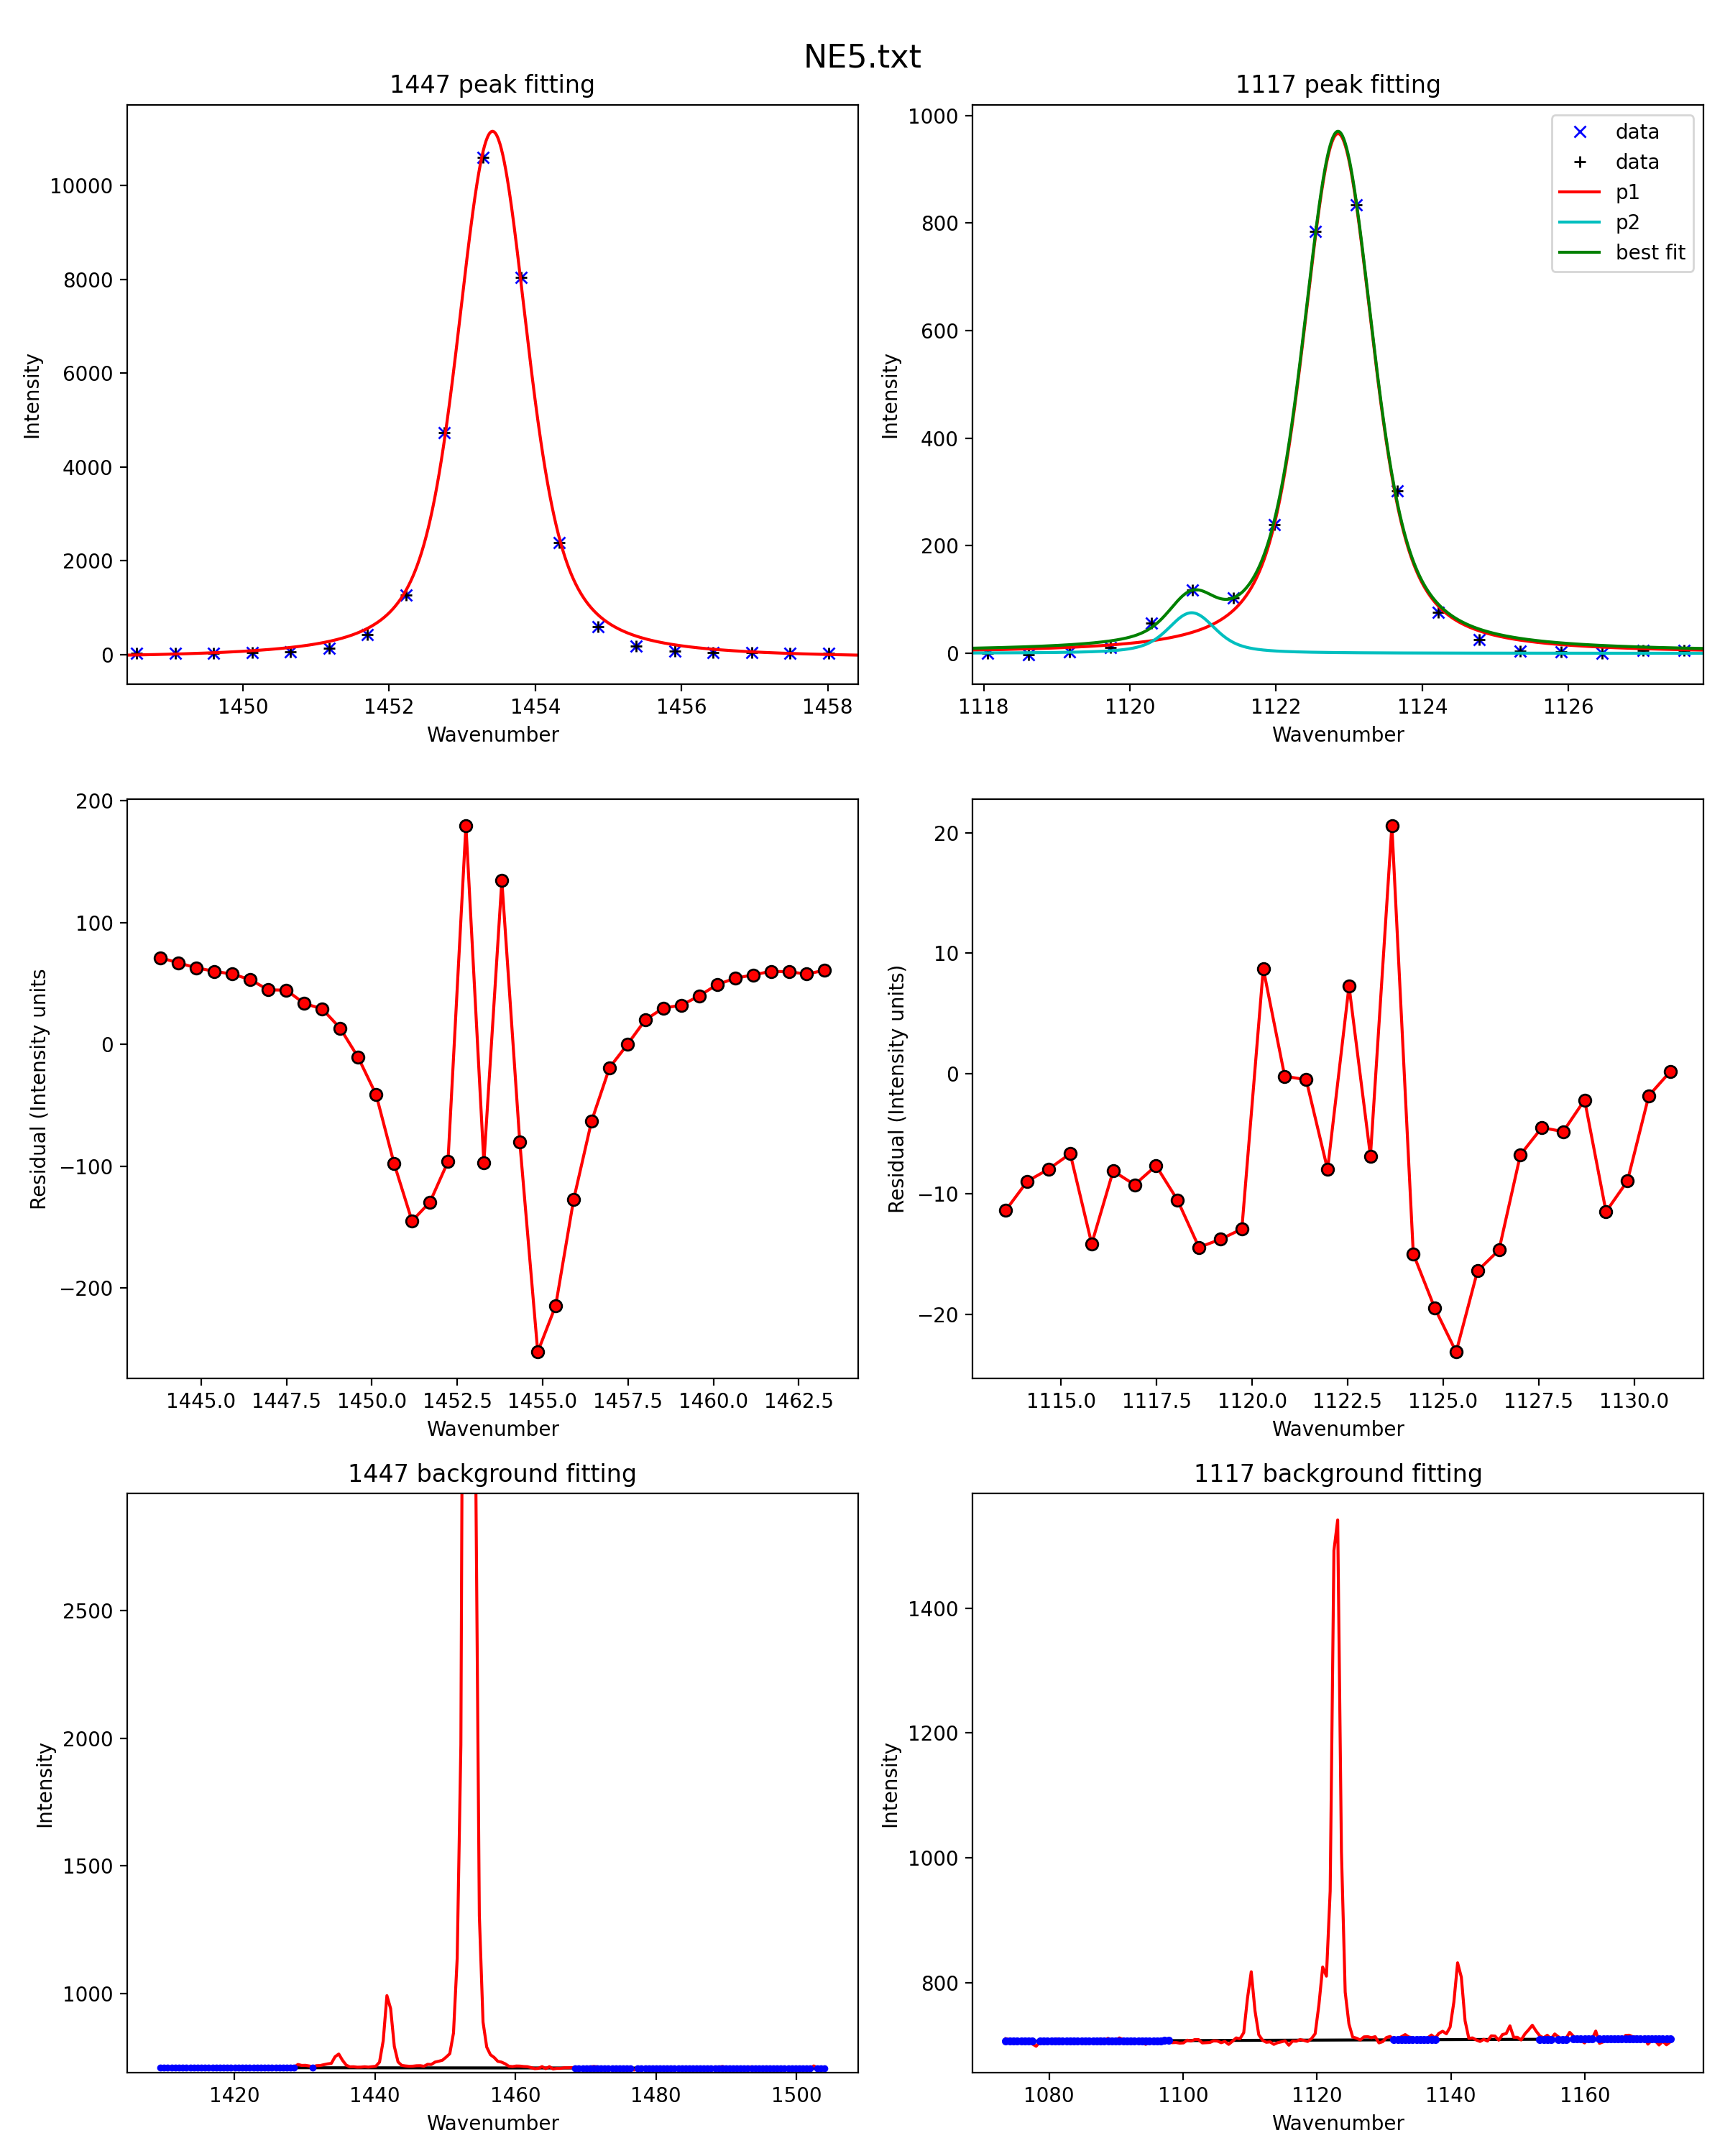 NE5.txt
1447 peak fitting
1117 peak fitting
Intensity
10000
8000
6000
4000
2000
0
1450 1452 1454 1456 1458
Wavenumber
Intensity
1000
800
600
400
200
0
1118 1120 1122 1124 1126
Wavenumber
data
data
p1
p2
best fit
Residual (Intensity units
200
100
0
−100
−200
1445.0 1447.5 1450.0 1452.5 1455.0 1457.5 1460.0 1462.5
Wavenumber
Residual (Intensity units)
20
10
0
−10
−20
1115.0 1117.5 1120.0 1122.5 1125.0 1127.5 1130.0
Wavenumber
1447 background fitting
Intensity
2500
2000
1500
1000
1420 1440 1460 1480 1500
Wavenumber
1117 background fitting
Intensity
1400
1200
1000
800
1080 1100 1120 1140 1160
Wavenumber